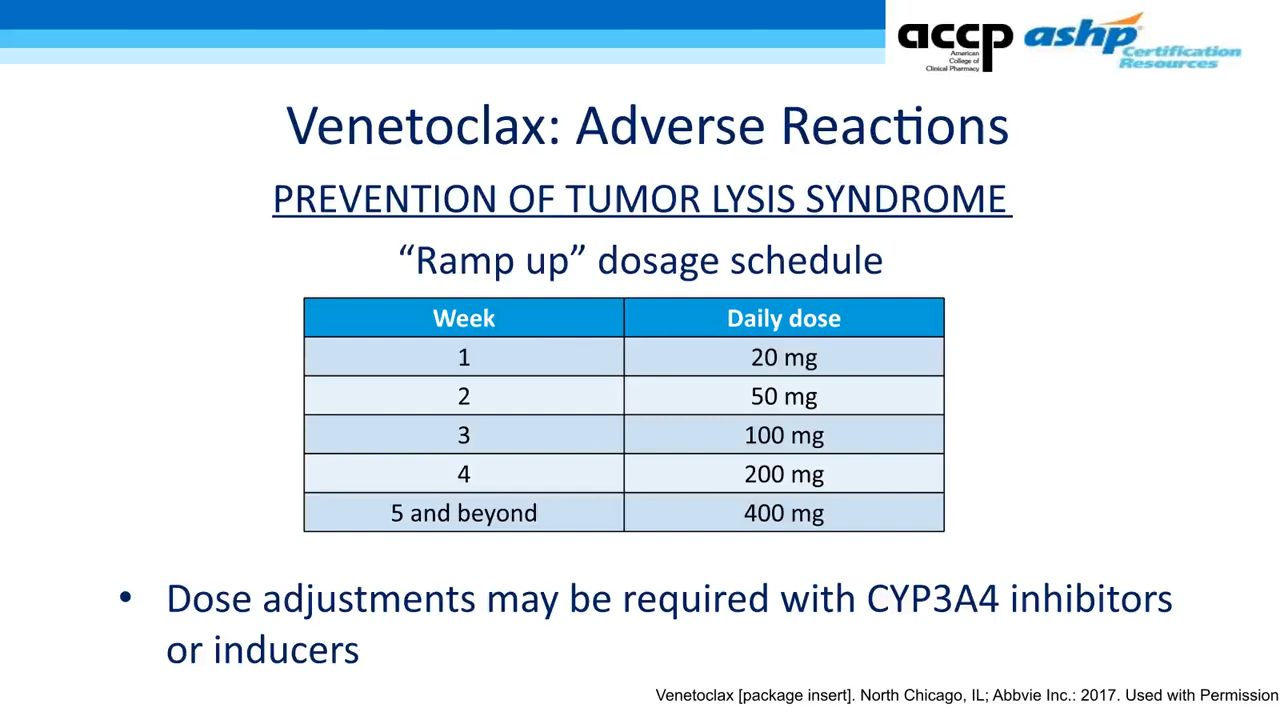 accp
American
College of
Clinical Pharmacy
ashp®
Certification
Resources™
Venetoclax: Adverse Reactions
PREVENTION OF TUMOR LYSIS SYNDROME
“Ramp up” dosage schedule
Week Daily dose
1 20 mg
2 50 mg
3 100 mg
4 200 mg
5 and beyond 400 mg
• Dose adjustments may be required with CYP3A4 inhibitors
or inducers
Venetoclax [package insert]. North Chicago, IL; Abbvie Inc.: 2017. Used with Permission